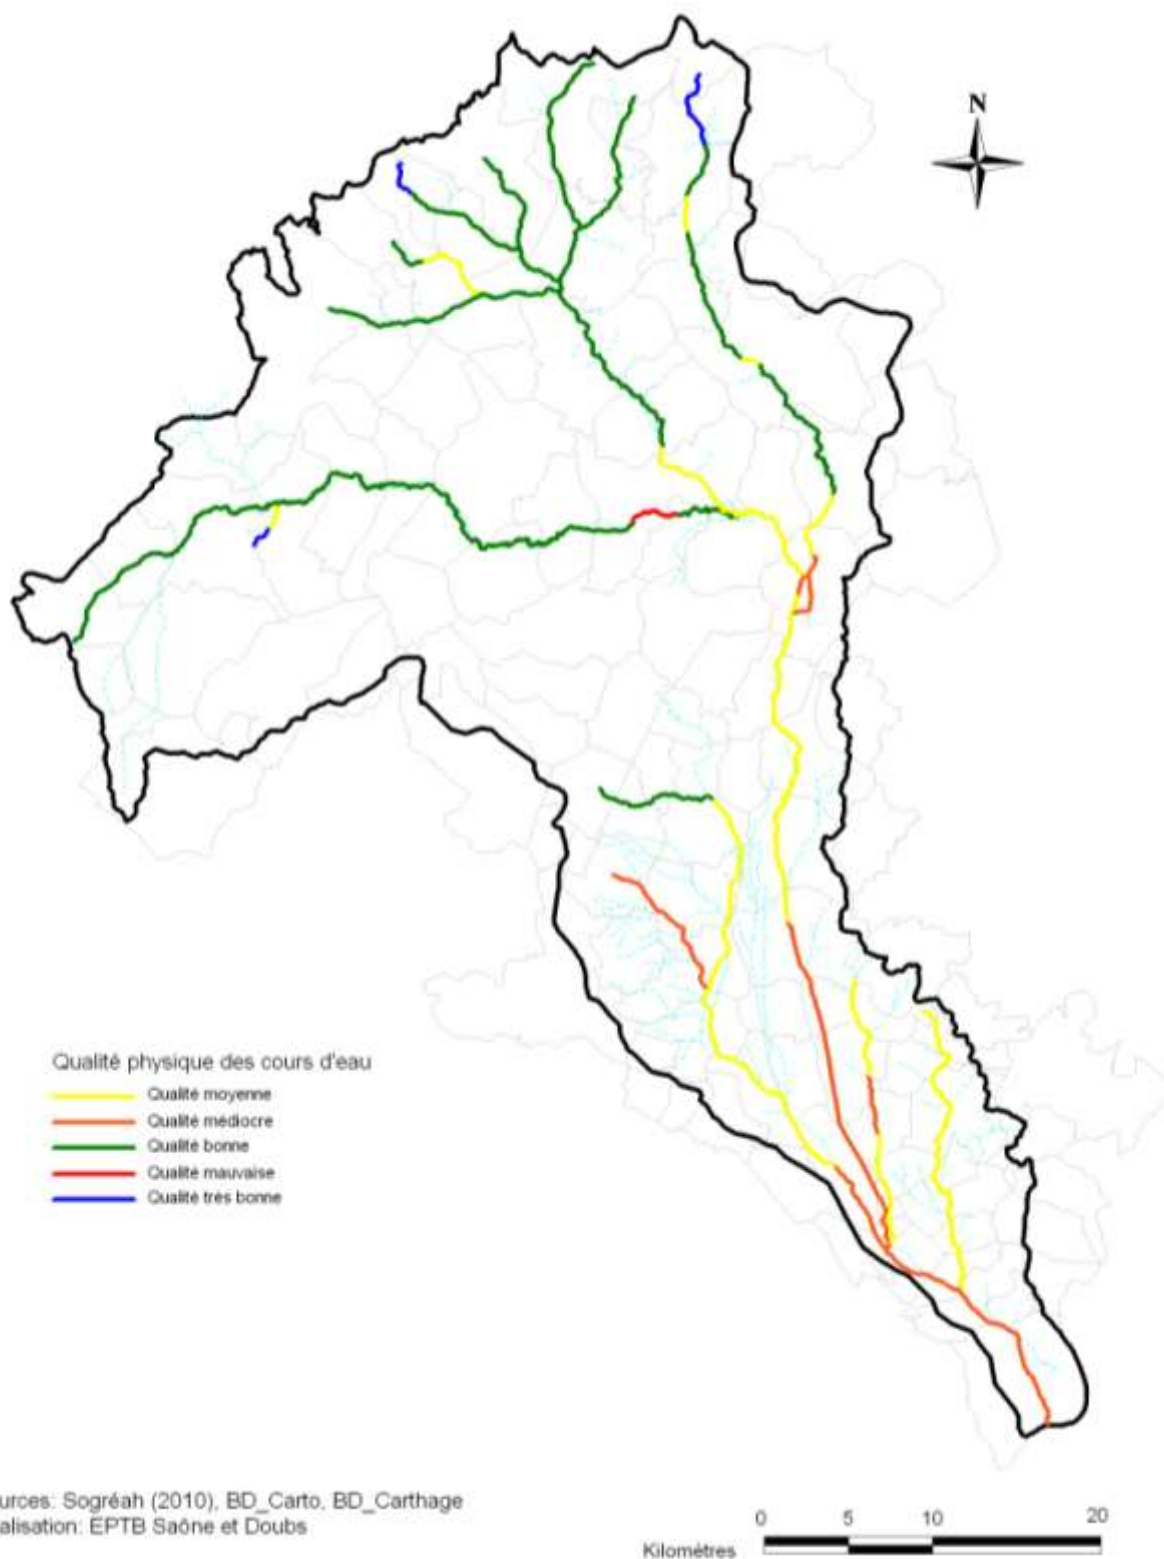 N
Qualité physique des cours d'eau
Qualité moyenne
Qualité médiocre
Qualité bonne
Qualité mauvaise
Qualité très bonne
urces: Sogréah (2010), BD_Carto, BD_Carthage
alisation: EPTB Saône et Doubs
0 5 10 20
Kilomètres